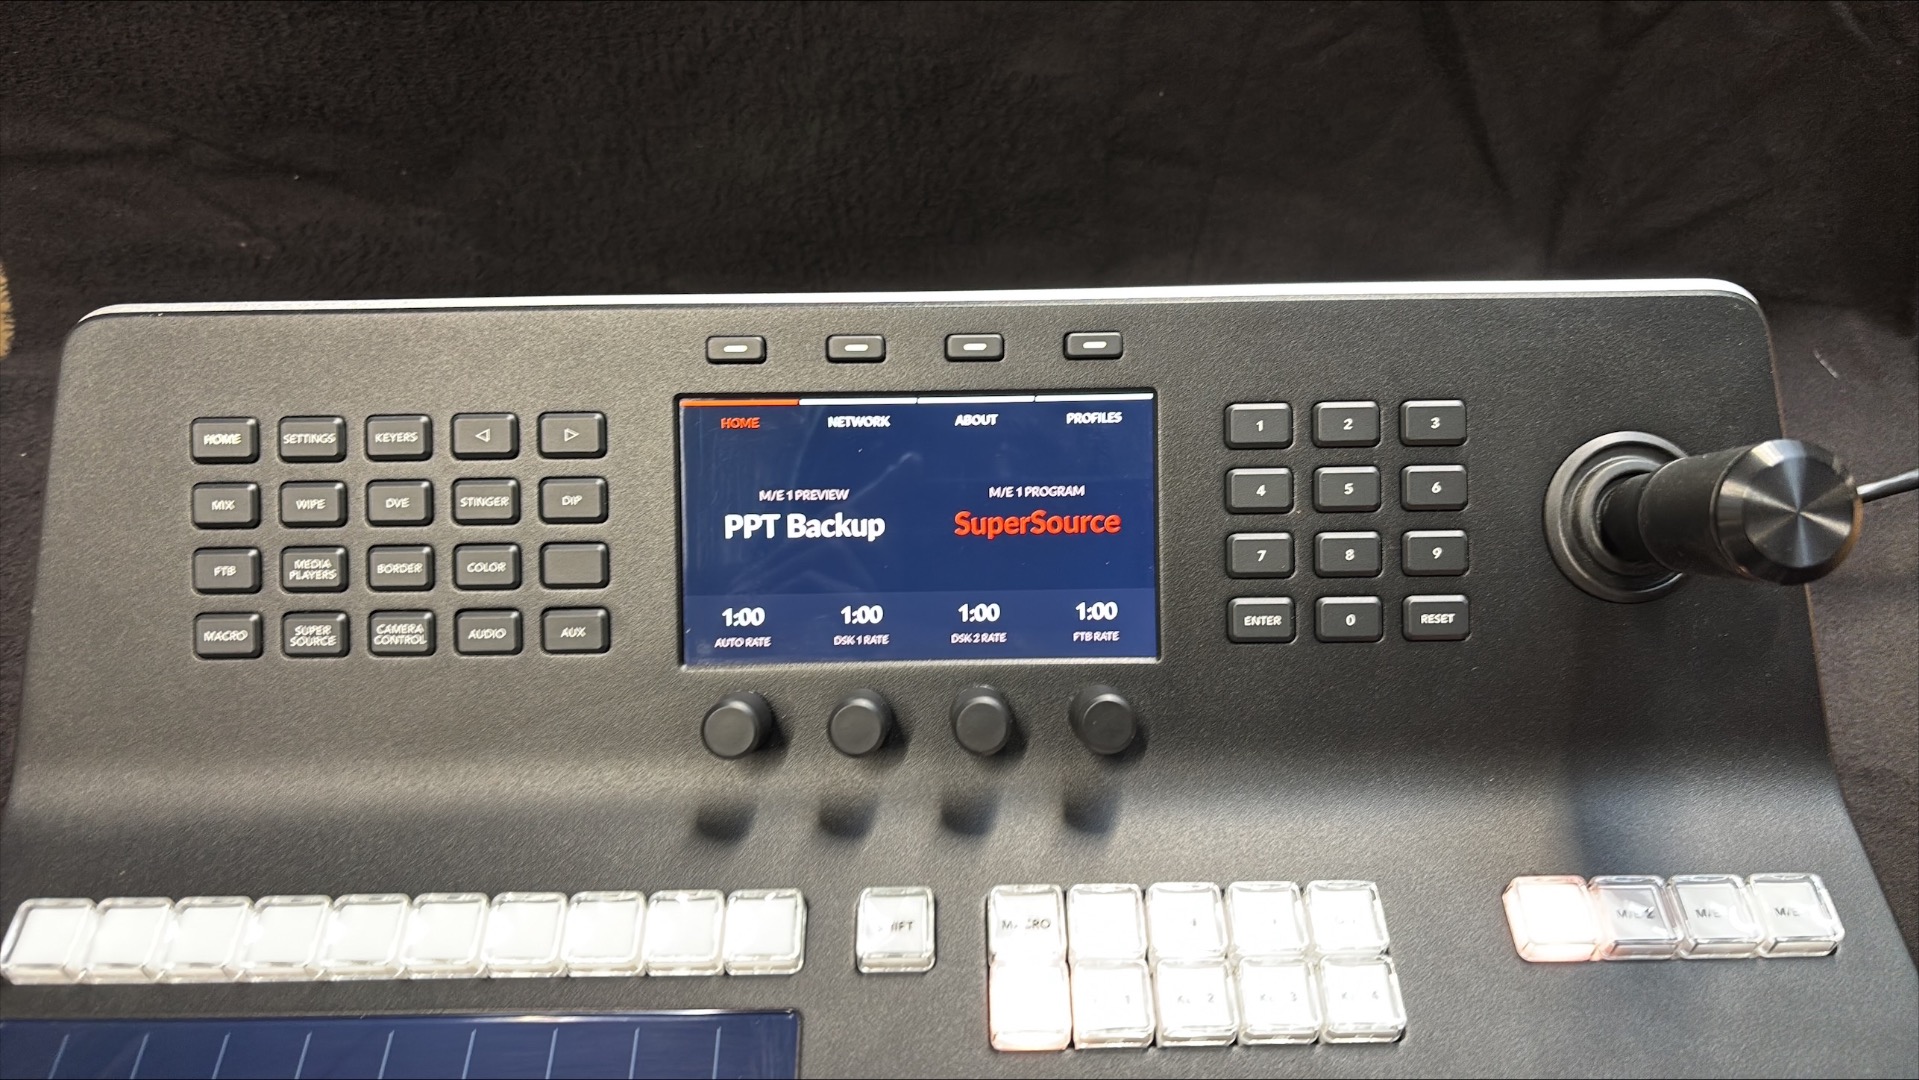 HOME NETWORK ABOUT PROFILES
M/E 1 PREVIEW M/E 1 PROGRAM
PPT Backup SuperSource
1:00 1:00 1:00 1:00
AUTO RATE DSK 1 RATE DSK 2 RATE FTB RATE
HOME SETTINGS KEYERS
MIX WIPE DVE STINGER DIP
FTB MEDIA PLAYERS BORDER COLOR
MACRO SUPER SOURCE CAMERA CONTROL AUDIO AUX
1 2 3
4 5 6
7 8 9
ENTER 0 RESET
MACRO
M/E 2